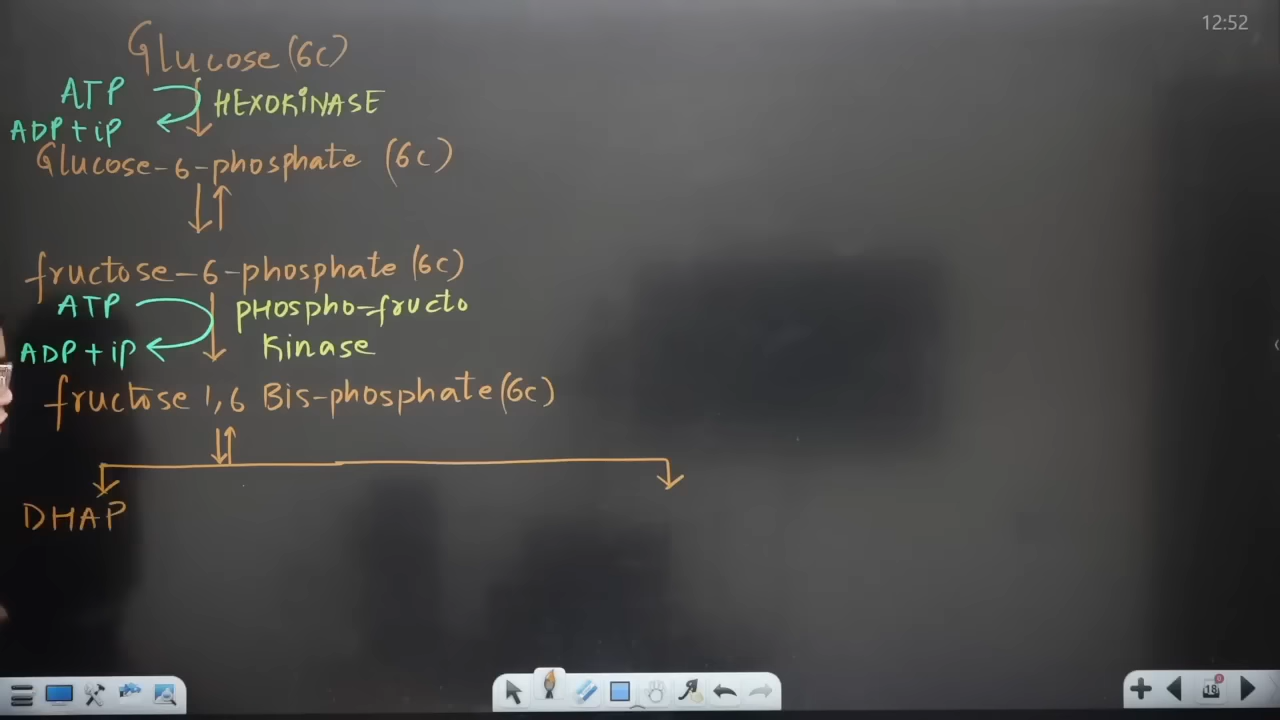 12:52
Glucose (6C)
ATP
HEXOKiNASE
ADP + iP
Glucose-6-phosphate (6C)
fructose-6-phosphate (6C)
ATP
pHospho-fructo
ADP + iP
Kinase
fructose 1,6 Bis-phosphate (6C)
DHAP
18